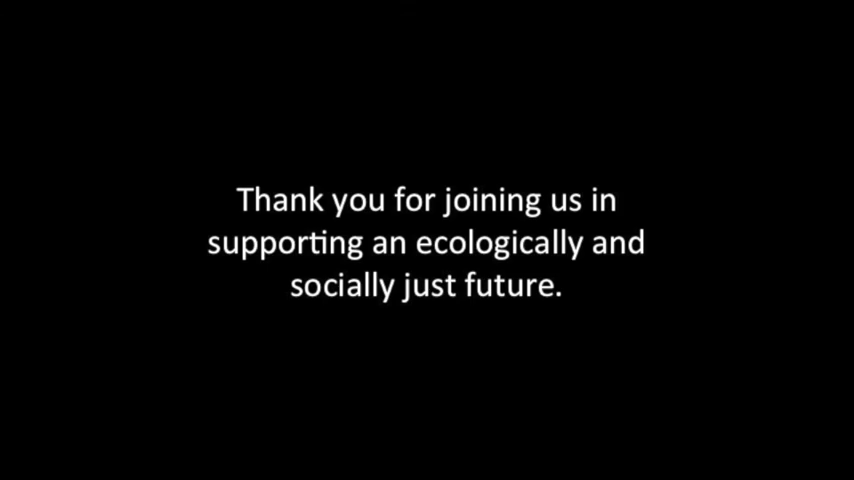 Thank you for joining us in
supporting an ecologically and
socially just future.